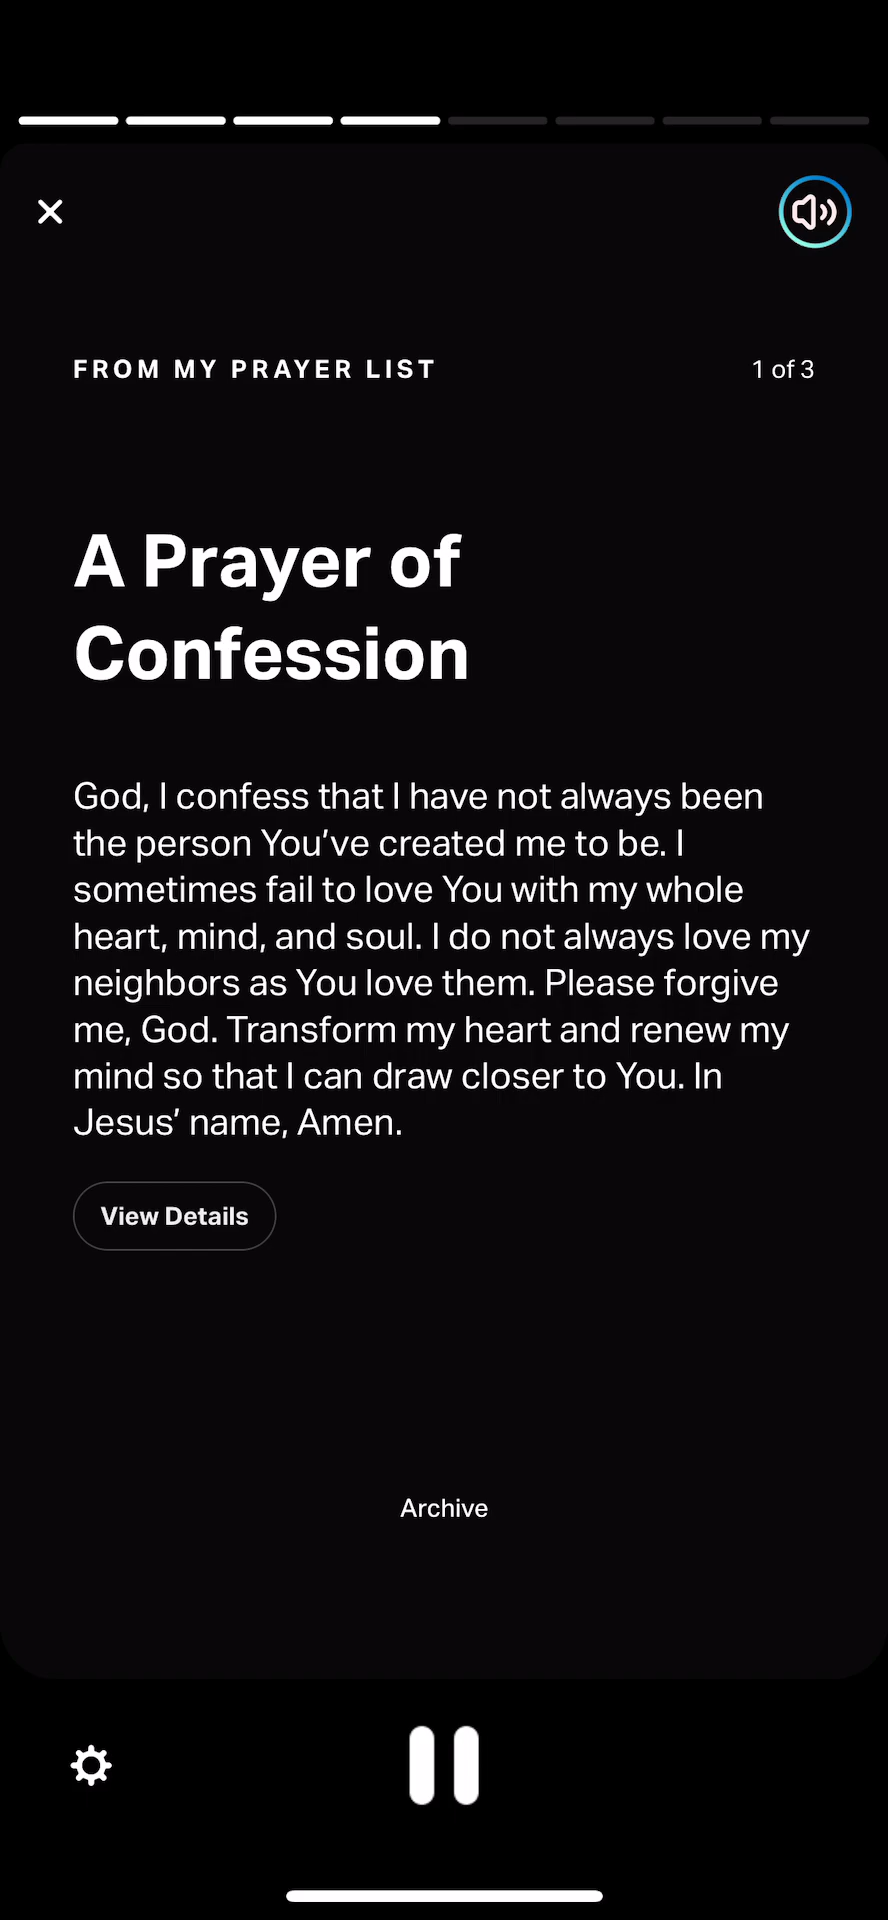 FROM MY PRAYER LIST
1 of 3
A Prayer of
Confession
God, I confess that I have not always been
the person You’ve created me to be. I
sometimes fail to love You with my whole
heart, mind, and soul. I do not always love my
neighbors as You love them. Please forgive
me, God. Transform my heart and renew my
mind so that I can draw closer to You. In
Jesus’ name, Amen.
View Details
Archive